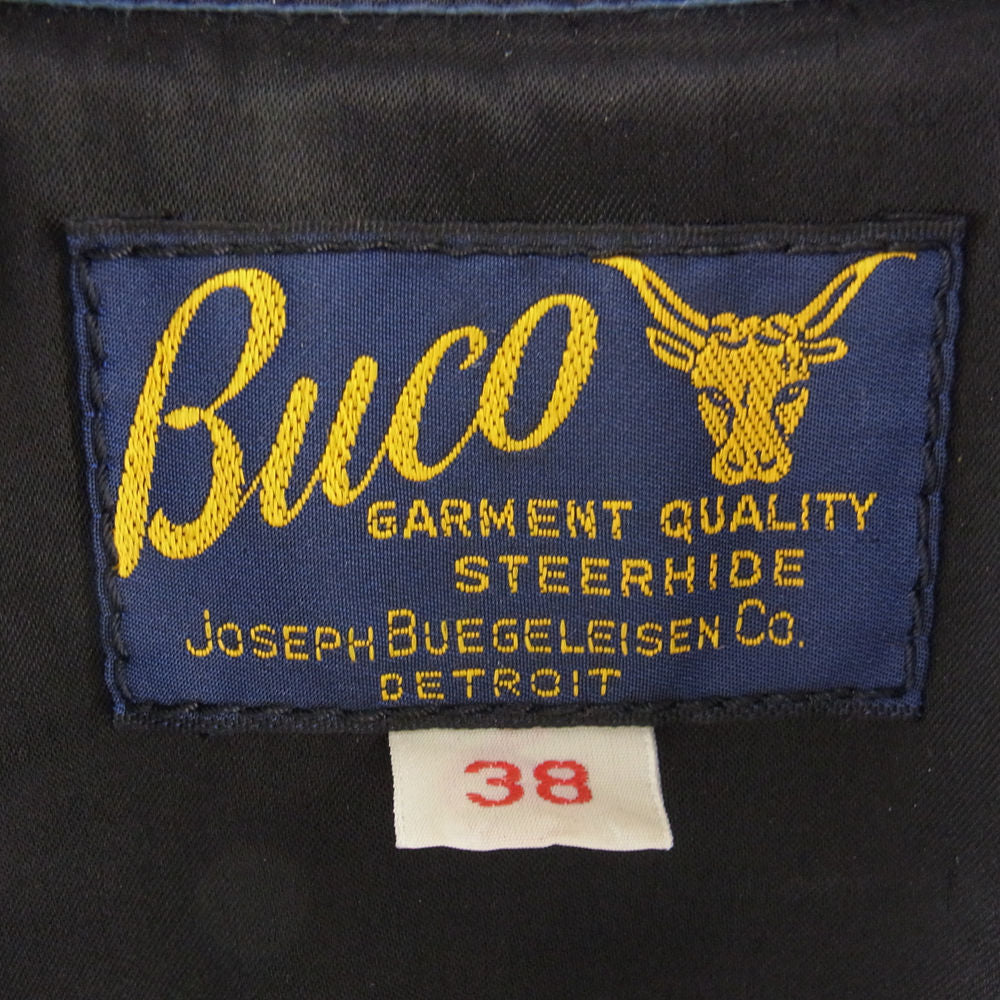 Buco
GARMENT QUALITY
STEERHIDE
JOSEPH BUEGELEISEN CO.
DETROIT
38